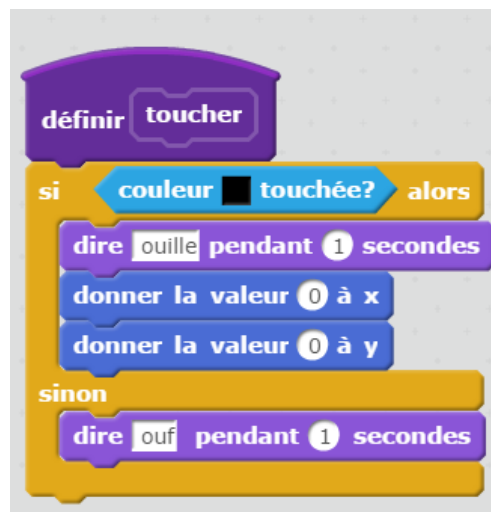 définir toucher
si couleur touchée? alors
dire ouille pendant 1 secondes
donner la valeur 0 à x
donner la valeur 0 à y
sinon
dire ouf pendant 1 secondes